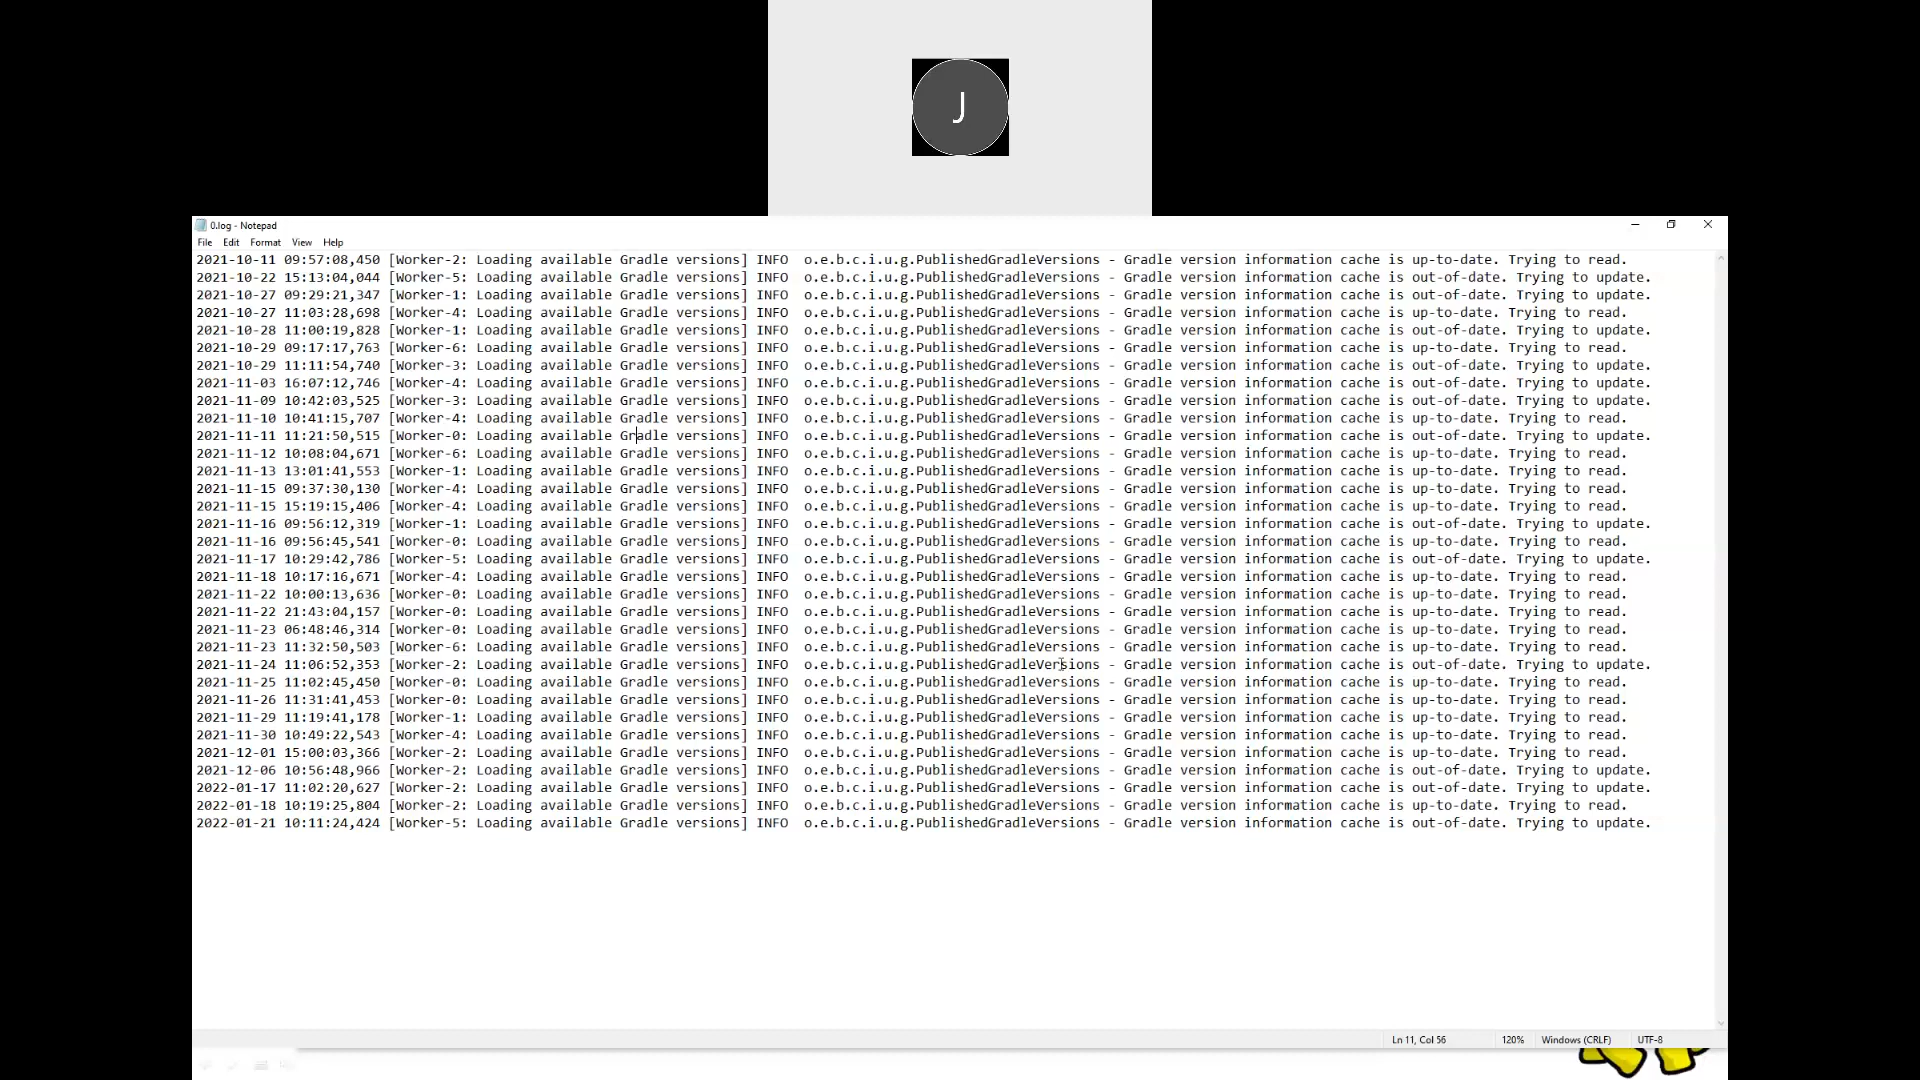 J
0.log - Notepad
File Edit Format View Help
2021-10-11 09:57:08,450 [Worker-2: Loading available Gradle versions] INFO  o.e.b.c.i.u.g.PublishedGradleVersions - Gradle version information cache is up-to-date. Trying to read.
2021-10-22 15:13:04,044 [Worker-5: Loading available Gradle versions] INFO  o.e.b.c.i.u.g.PublishedGradleVersions - Gradle version information cache is out-of-date. Trying to update.
2021-10-27 09:29:21,347 [Worker-1: Loading available Gradle versions] INFO  o.e.b.c.i.u.g.PublishedGradleVersions - Gradle version information cache is out-of-date. Trying to update.
2021-10-27 11:03:28,698 [Worker-4: Loading available Gradle versions] INFO  o.e.b.c.i.u.g.PublishedGradleVersions - Gradle version information cache is up-to-date. Trying to read.
2021-10-28 11:00:19,828 [Worker-1: Loading available Gradle versions] INFO  o.e.b.c.i.u.g.PublishedGradleVersions - Gradle version information cache is out-of-date. Trying to update.
2021-10-29 09:17:17,763 [Worker-6: Loading available Gradle versions] INFO  o.e.b.c.i.u.g.PublishedGradleVersions - Gradle version information cache is up-to-date. Trying to read.
2021-10-29 11:11:54,740 [Worker-3: Loading available Gradle versions] INFO  o.e.b.c.i.u.g.PublishedGradleVersions - Gradle version information cache is out-of-date. Trying to update.
2021-11-03 16:07:12,746 [Worker-4: Loading available Gradle versions] INFO  o.e.b.c.i.u.g.PublishedGradleVersions - Gradle version information cache is out-of-date. Trying to update.
2021-11-09 10:42:03,525 [Worker-3: Loading available Gradle versions] INFO  o.e.b.c.i.u.g.PublishedGradleVersions - Gradle version information cache is out-of-date. Trying to update.
2021-11-10 10:41:15,707 [Worker-4: Loading available Gradle versions] INFO  o.e.b.c.i.u.g.PublishedGradleVersions - Gradle version information cache is up-to-date. Trying to read.
2021-11-11 11:21:50,515 [Worker-0: Loading available Gradle versions] INFO  o.e.b.c.i.u.g.PublishedGradleVersions - Gradle version information cache is out-of-date. Trying to update.
2021-11-12 10:08:04,671 [Worker-6: Loading available Gradle versions] INFO  o.e.b.c.i.u.g.PublishedGradleVersions - Gradle version information cache is up-to-date. Trying to read.
2021-11-13 13:01:41,553 [Worker-1: Loading available Gradle versions] INFO  o.e.b.c.i.u.g.PublishedGradleVersions - Gradle version information cache is up-to-date. Trying to read.
2021-11-15 09:37:30,130 [Worker-4: Loading available Gradle versions] INFO  o.e.b.c.i.u.g.PublishedGradleVersions - Gradle version information cache is up-to-date. Trying to read.
2021-11-15 15:19:15,406 [Worker-4: Loading available Gradle versions] INFO  o.e.b.c.i.u.g.PublishedGradleVersions - Gradle version information cache is up-to-date. Trying to read.
2021-11-16 09:56:12,319 [Worker-1: Loading available Gradle versions] INFO  o.e.b.c.i.u.g.PublishedGradleVersions - Gradle version information cache is out-of-date. Trying to update.
2021-11-16 09:56:45,541 [Worker-0: Loading available Gradle versions] INFO  o.e.b.c.i.u.g.PublishedGradleVersions - Gradle version information cache is up-to-date. Trying to read.
2021-11-17 10:29:42,786 [Worker-5: Loading available Gradle versions] INFO  o.e.b.c.i.u.g.PublishedGradleVersions - Gradle version information cache is out-of-date. Trying to update.
2021-11-18 10:17:16,671 [Worker-4: Loading available Gradle versions] INFO  o.e.b.c.i.u.g.PublishedGradleVersions - Gradle version information cache is up-to-date. Trying to read.
2021-11-22 10:00:13,636 [Worker-0: Loading available Gradle versions] INFO  o.e.b.c.i.u.g.PublishedGradleVersions - Gradle version information cache is up-to-date. Trying to read.
2021-11-22 21:43:04,157 [Worker-0: Loading available Gradle versions] INFO  o.e.b.c.i.u.g.PublishedGradleVersions - Gradle version information cache is up-to-date. Trying to read.
2021-11-23 06:48:46,314 [Worker-0: Loading available Gradle versions] INFO  o.e.b.c.i.u.g.PublishedGradleVersions - Gradle version information cache is up-to-date. Trying to read.
2021-11-23 11:32:50,503 [Worker-6: Loading available Gradle versions] INFO  o.e.b.c.i.u.g.PublishedGradleVersions - Gradle version information cache is up-to-date. Trying to read.
2021-11-24 11:06:52,353 [Worker-2: Loading available Gradle versions] INFO  o.e.b.c.i.u.g.PublishedGradleVersions - Gradle version information cache is out-of-date. Trying to update.
2021-11-25 11:02:45,450 [Worker-0: Loading available Gradle versions] INFO  o.e.b.c.i.u.g.PublishedGradleVersions - Gradle version information cache is up-to-date. Trying to read.
2021-11-26 11:31:41,453 [Worker-0: Loading available Gradle versions] INFO  o.e.b.c.i.u.g.PublishedGradleVersions - Gradle version information cache is up-to-date. Trying to read.
2021-11-29 11:19:41,178 [Worker-1: Loading available Gradle versions] INFO  o.e.b.c.i.u.g.PublishedGradleVersions - Gradle version information cache is up-to-date. Trying to read.
2021-11-30 10:49:22,543 [Worker-4: Loading available Gradle versions] INFO  o.e.b.c.i.u.g.PublishedGradleVersions - Gradle version information cache is up-to-date. Trying to read.
2021-12-01 15:00:03,366 [Worker-2: Loading available Gradle versions] INFO  o.e.b.c.i.u.g.PublishedGradleVersions - Gradle version information cache is up-to-date. Trying to read.
2021-12-06 10:56:48,966 [Worker-2: Loading available Gradle versions] INFO  o.e.b.c.i.u.g.PublishedGradleVersions - Gradle version information cache is out-of-date. Trying to update.
2022-01-17 11:02:20,627 [Worker-2: Loading available Gradle versions] INFO  o.e.b.c.i.u.g.PublishedGradleVersions - Gradle version information cache is out-of-date. Trying to update.
2022-01-18 10:19:25,804 [Worker-2: Loading available Gradle versions] INFO  o.e.b.c.i.u.g.PublishedGradleVersions - Gradle version information cache is up-to-date. Trying to read.
2022-01-21 10:11:24,424 [Worker-5: Loading available Gradle versions] INFO  o.e.b.c.i.u.g.PublishedGradleVersions - Gradle version information cache is out-of-date. Trying to update.
Ln 11, Col 56 120% Windows (CRLF) UTF-8